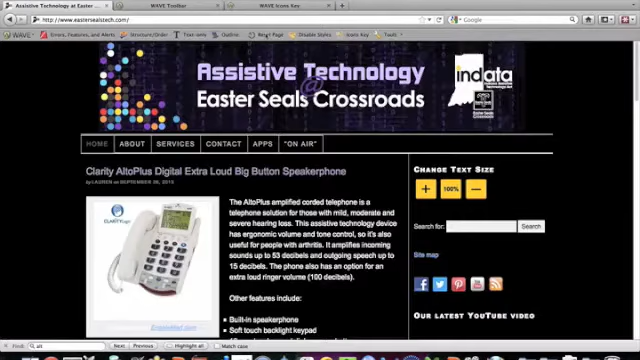 Assistive Technology at Easter
WAVE Toolbar
WAVE Icons Key
http://www.eastersealstech.com/
Google
WAVE
Errors, Features, and Alerts
Structure/Order
Text-only
Outline
Reset Page
Disable Styles
Icons Key
Tools
Assistive Technology
@
Easter Seals Crossroads
indata
HOME
ABOUT
SERVICES
CONTACT
APPS
"ON AIR"
Clarity AltoPlus Digital Extra Loud Big Button Speakerphone
The AltoPlus amplified corded telephone is a
telephone solution for those with mild, moderate and
severe hearing loss. This assistive technology device
has ergonomic volume and tone control, so it's also
useful for people with arthritis. It amplifies incoming
sounds up to 53 decibels and outgoing speech up to
15 decibels. The phone also has an option for an
extra loud ringer volume (100 decibels).
Other features include:
Built-in speakerphone
Soft touch backlight keypad
Change Text Size
+
100%
—
Search for:
Search
Site map
Our latest YouTube video
Find:
alt
Next
Previous
Highlight all
Match case